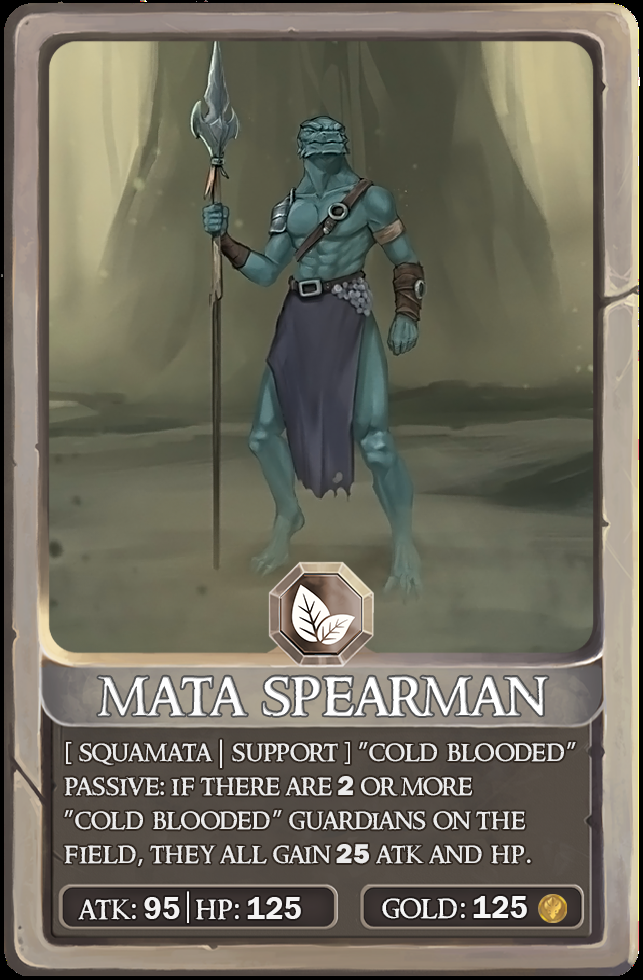 MATA SPEARMAN
[ SQUAMATA | SUPPORT ] "COLD BLOODED"
PASSIVE: IF THERE ARE 2 OR MORE
"COLD BLOODED" GUARDIANS ON THE
FIELD, THEY ALL GAIN 25 ATK AND HP.
ATK: 95 | HP: 125 GOLD: 125